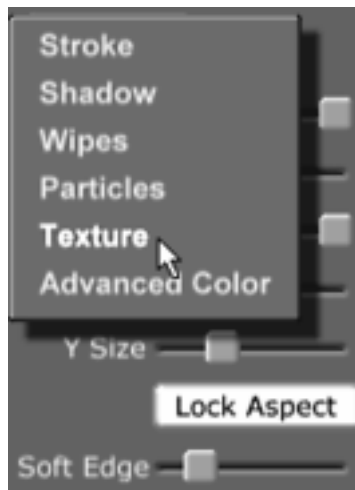 Stroke
Shadow
Wipes
Particles
Texture
Advanced Color
Y Size
Lock Aspect
Soft Edge